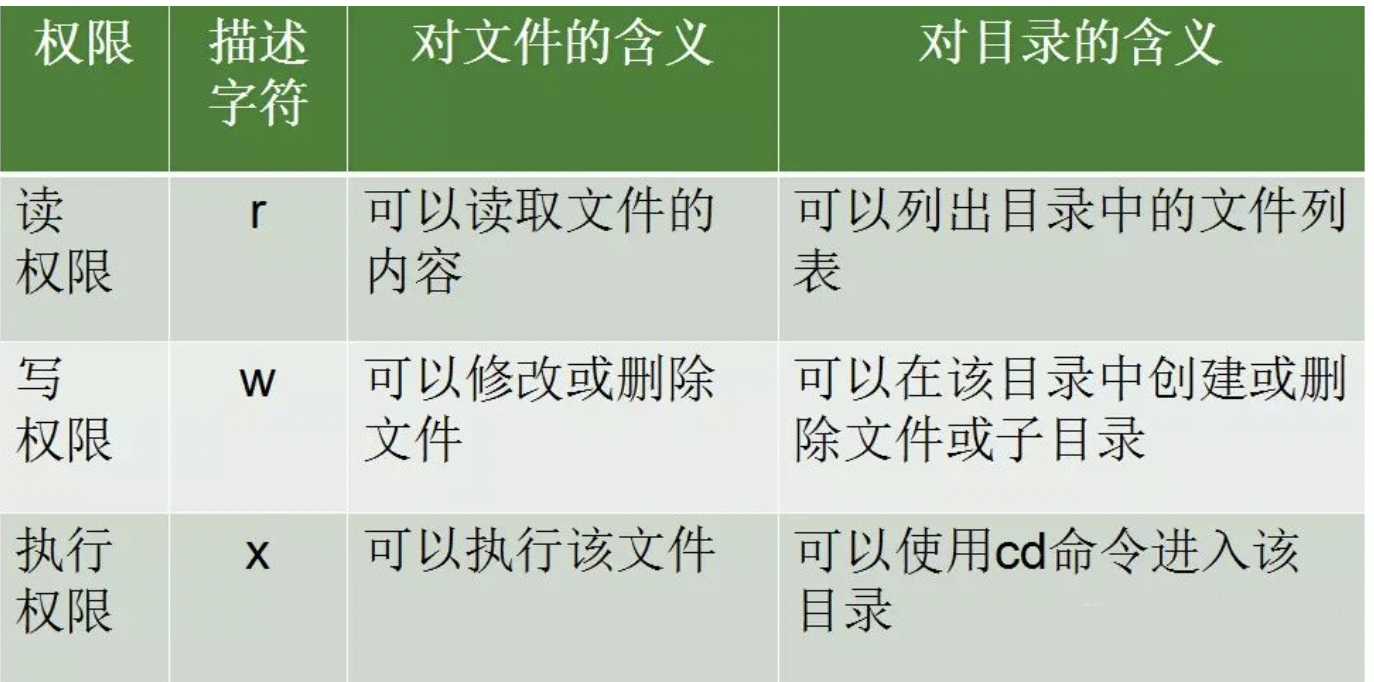 权限
描述
字符
对文件的含义
对目录的含义
读
权限
r
可以读取文件的
内容
可以列出目录中的文件列
表
写
权限
w
可以修改或删除
文件
可以在该目录中创建或删
除文件或子目录
执行
权限
x
可以执行该文件
可以使用cd命令进入该
目录